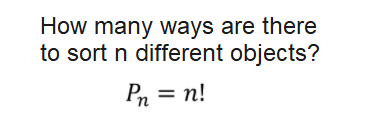 How many ways are there
to sort n different objects?
Pₙ = n!